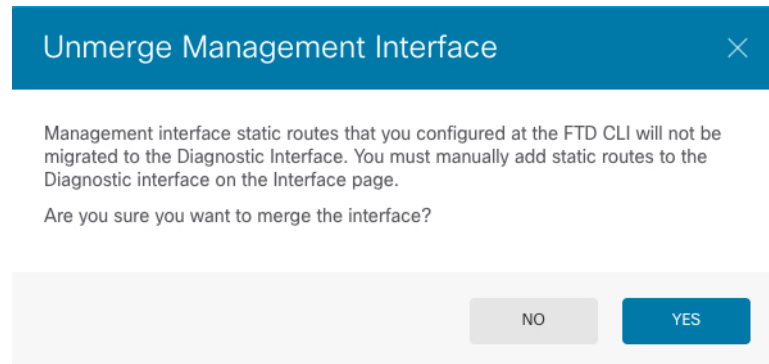 Unmerge Management Interface
Management interface static routes that you configured at the FTD CLI will not be
migrated to the Diagnostic Interface. You must manually add static routes to the
Diagnostic interface on the Interface page.
Are you sure you want to merge the interface?
NO
YES